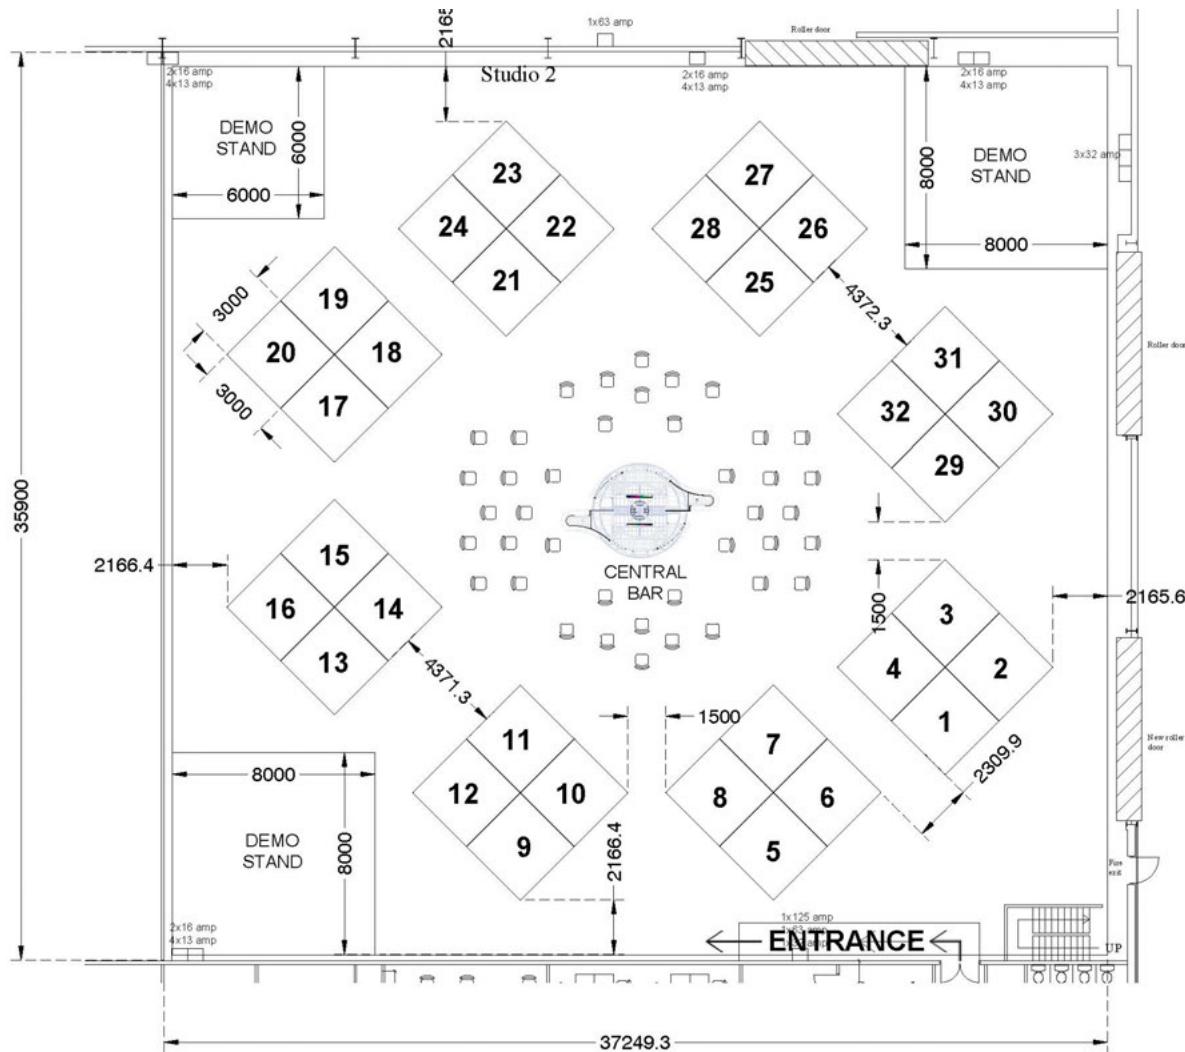 1x63 amp
2165
Roller door
Studio 2
2x16 amp
4x13 amp
2x16 amp
4x13 amp
2x16 amp
4x13 amp
DEMO
STAND
6000
6000
DEMO
STAND
8000
8000
3x32 amp
23
24
22
21
27
28
26
25
4372.3
3000
3000
19
20
18
17
31
32
30
29
Roller door
35900
CENTRAL
BAR
2166.4
15
16
14
13
4371.3
1500
2165.6
3
4
2
1
2309.9
New roller
door
11
12
10
9
1500
7
8
6
5
2166.4
8000
8000
DEMO
STAND
Fire
exit
2x16 amp
4x13 amp
1x125 amp
1x63 amp
ENTRANCE
UP
37249.3